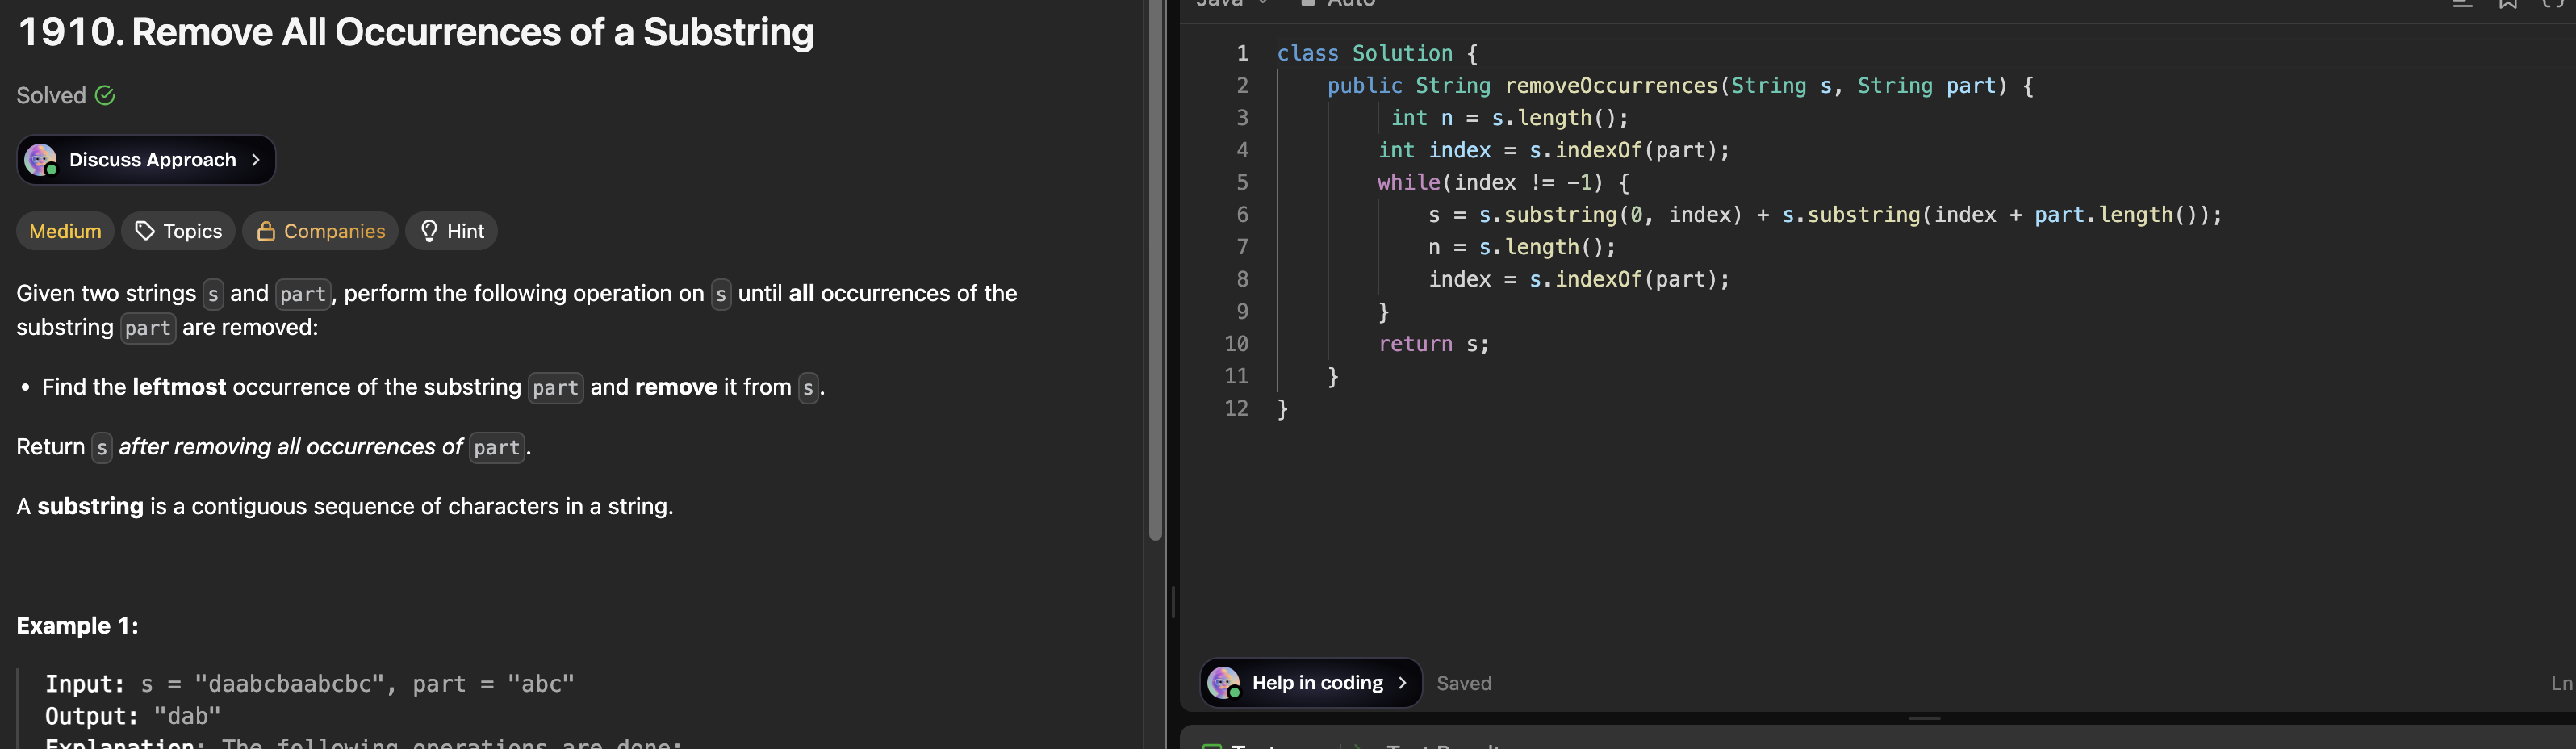 1910. Remove All Occurrences of a Substring
Solved
Discuss Approach
Medium Topics Companies Hint
Given two strings s and part, perform the following operation on s until all occurrences of the
substring part are removed:
• Find the leftmost occurrence of the substring part and remove it from s.
Return s after removing all occurrences of part.
A substring is a contiguous sequence of characters in a string.
Example 1:
Input: s = "daabcbaabcbc", part = "abc"
Output: "dab"
Explanation: The following operations are done:
Java Auto
1 class Solution {
2 public String removeOccurrences(String s, String part) {
3 int n = s.length();
4 int index = s.indexOf(part);
5 while(index != -1) {
6 s = s.substring(0, index) + s.substring(index + part.length());
7 n = s.length();
8 index = s.indexOf(part);
9 }
10 return s;
11 }
12 }
Help in coding Saved
Ln